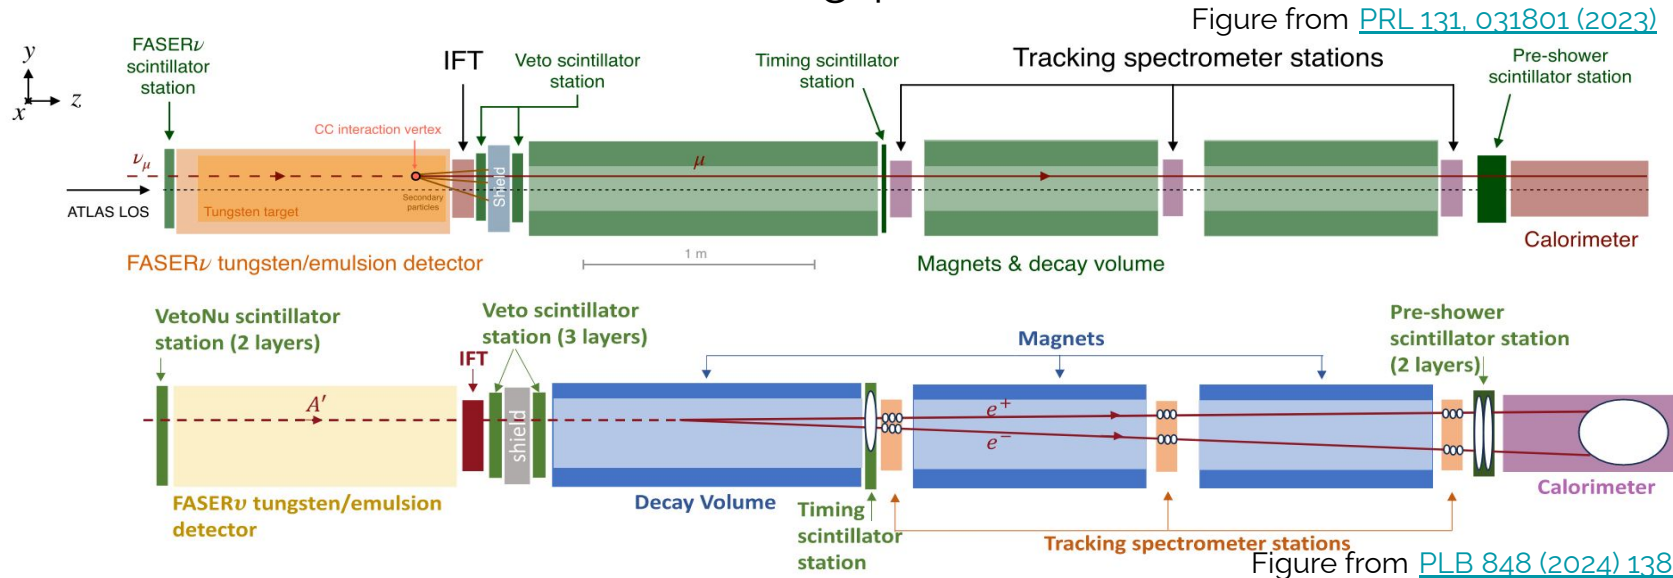 Figure from PRL 131, 031801 (2023)
y
z
x
FASERν
scintillator
station
IFT
Veto scintillator
station
Timing scintillator
station
Tracking spectrometer stations
Pre-shower
scintillator station
CC interaction vertex
νμ
μ
Shield
Secondary
particles
ATLAS LOS
Tungsten target
FASERν tungsten/emulsion detector
1 m
Magnets & decay volume
Calorimeter
VetoNu scintillator
station (2 layers)
Veto scintillator
station (3 layers)
IFT
Magnets
Pre-shower
scintillator station
(2 layers)
A′
shield
e+
e−
FASERν tungsten/emulsion
detector
Decay Volume
Timing
scintillator
station
Tracking spectrometer stations
Calorimeter
Figure from PLB 848 (2024) 138